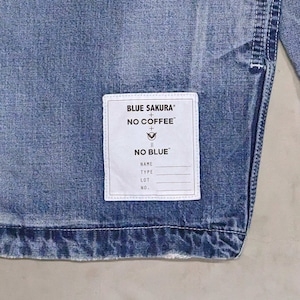 BLUE SAKURA
+
NO COFFEE
+
=
NO BLUE
NAME
TYPE
LOT
NO.